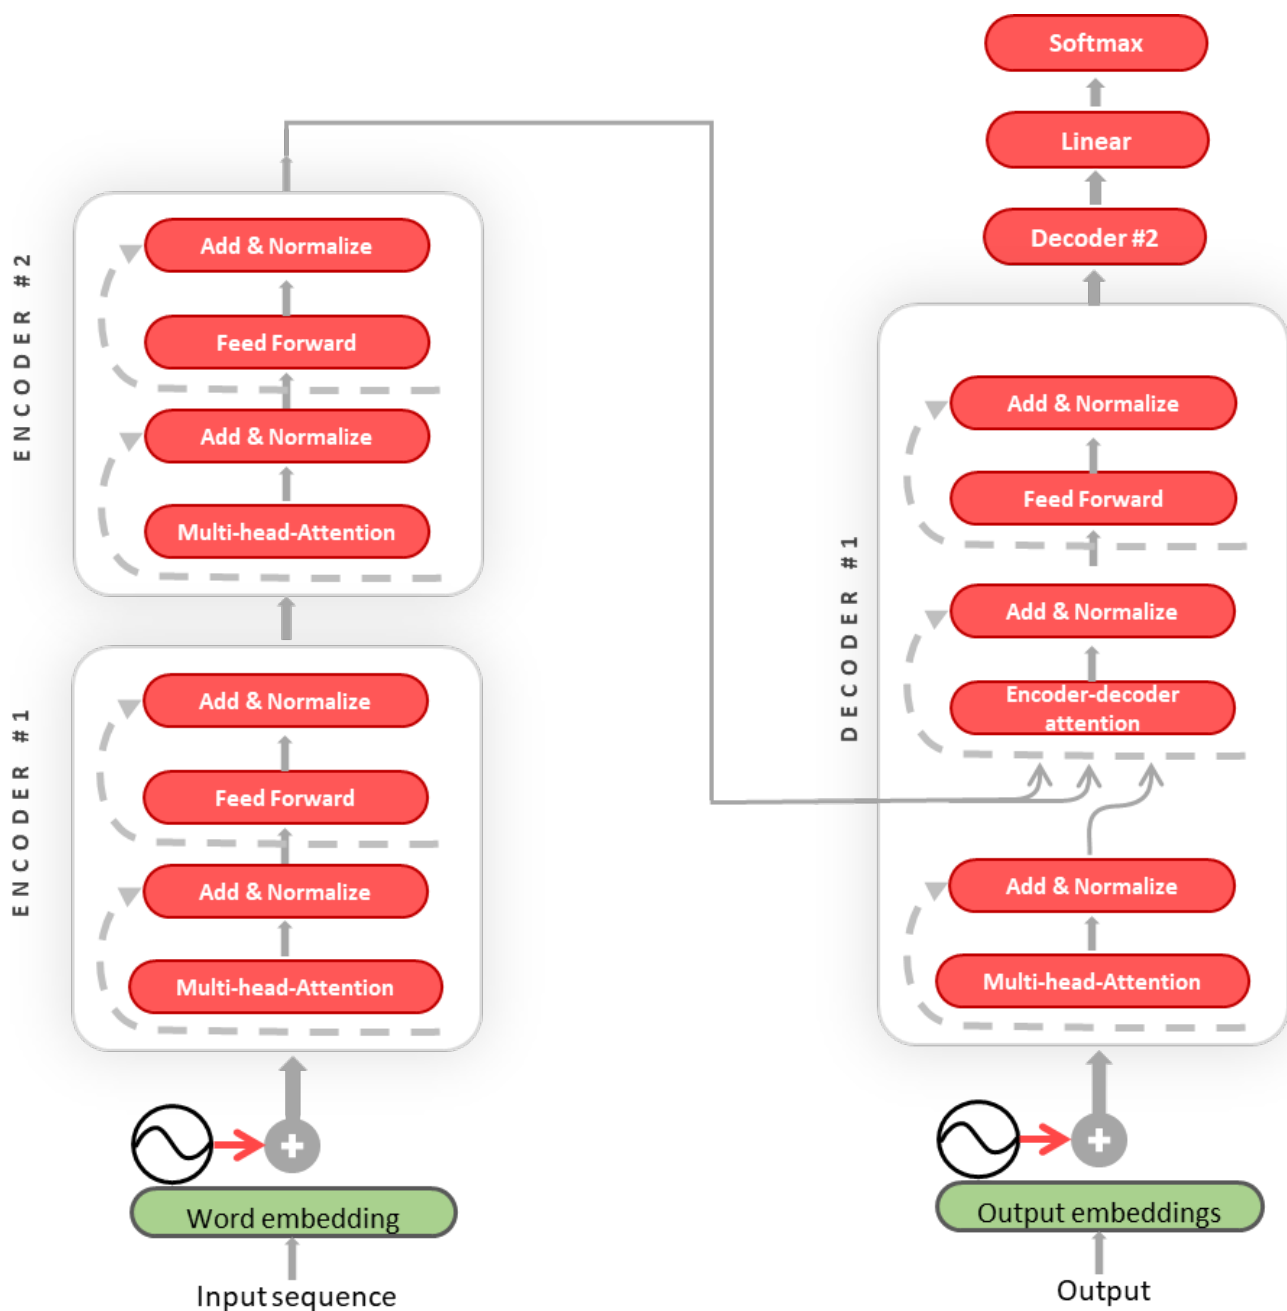 Softmax
Linear
Decoder #2
ENCODER #2
Add & Normalize
Feed Forward
Add & Normalize
Multi-head-Attention
ENCODER #1
Add & Normalize
Feed Forward
Add & Normalize
Multi-head-Attention
Word embedding
Input sequence
DECODER #1
Add & Normalize
Feed Forward
Add & Normalize
Encoder-decoder
attention
Add & Normalize
Multi-head-Attention
Output embeddings
Output